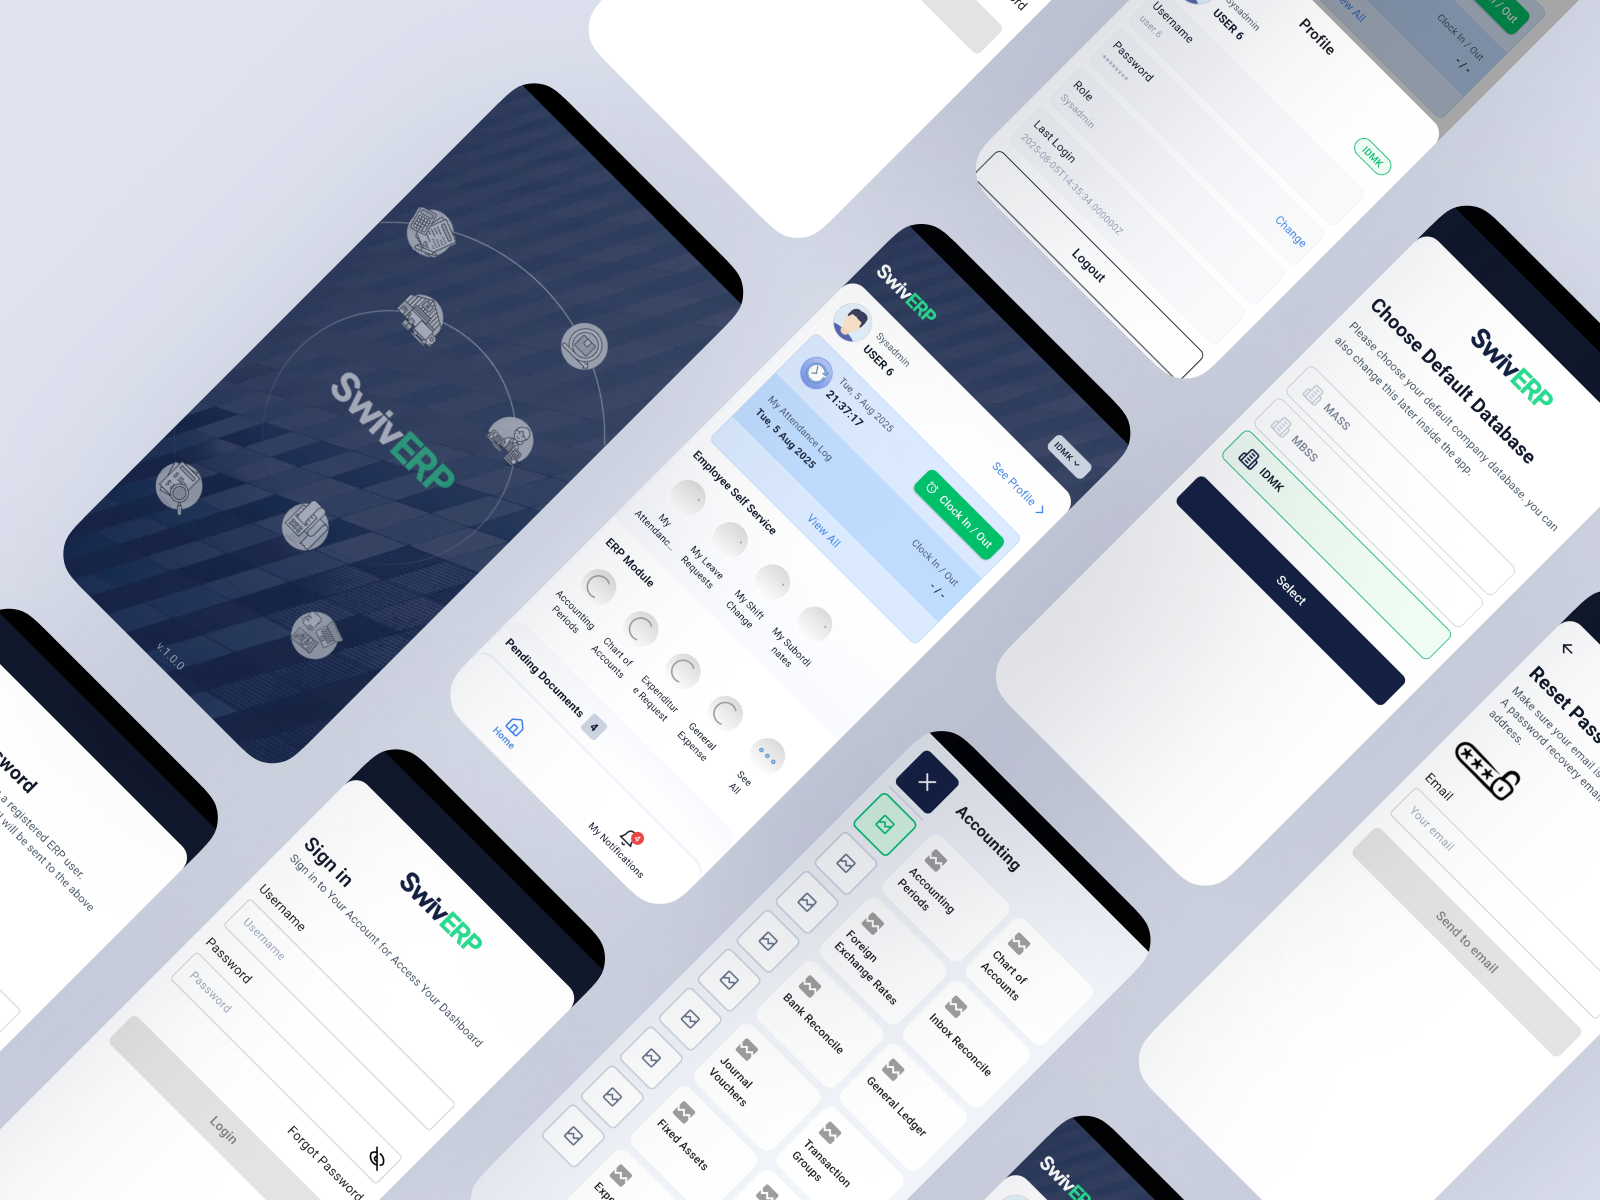 SwivERP
v.1.0.0
SwivERP
IDMK
Sysadmin
USER 6
See Profile
Tue, 5 Aug 2025
21:37:17
Clock In / Out
My Attendance Log
Tue, 5 Aug 2025
View All
Clock In / Out
- / -
Employee Self Service
My
Attendanc...
My Leave
Requests
My Shift
Change
My Subordi
nates
ERP Module
Accounting
Periods
Chart of
Accounts
Expenditur
e Request
General
Expense
See
All
Pending Documents
4
Home
My Notifications
4
Profile
Sysadmin
USER 6
IDMK
Username
user.6
Password
********
Change
Role
Sysadmin
Last Login
2025-08-05T14:35:34.000000Z
Logout
View All
Clock In / Out
- / -
SwivERP
Choose Default Database
Please choose your default company database, you can
also change this later inside the app.
MASS
MBSS
IDMK
Select
SwivERP
Sign in
Sign in to Your Account for Access Your Dashboard
Username
Username
Password
Password
Forgot Password
Login
Accounting
Accounting
Periods
Chart of
Accounts
Foreign
Exchange Rates
Inbox Reconcile
Bank Reconcile
General Ledger
Journal
Vouchers
Transaction
Groups
Fixed Assets
Reset Pass
Make sure your email is
A password recovery email
address.
Email
Your email
Send to email
sword
a registered ERP user.
will be sent to the above
SwivERP